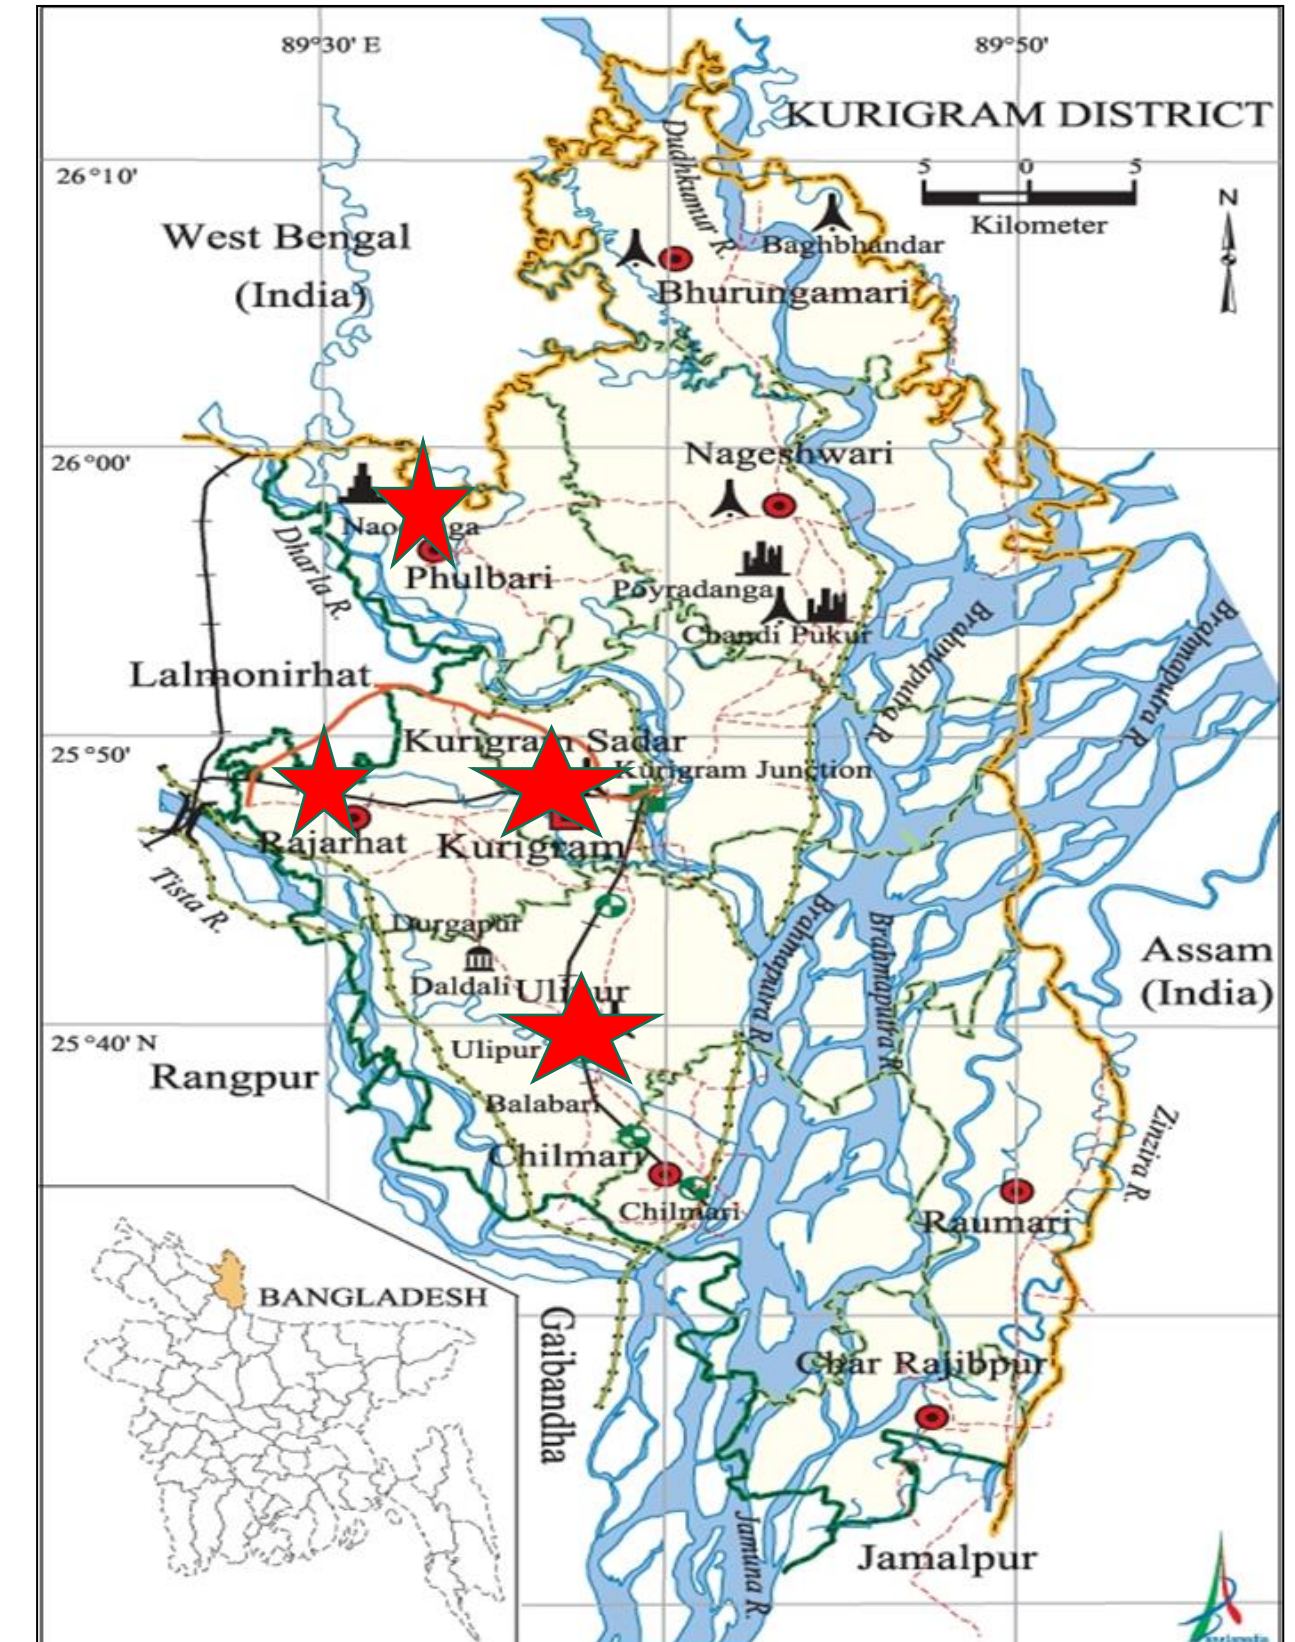 89°30' E
89°50'
KURIGRAM DISTRICT
5 0 5
Kilometer
N
26°10'
Dudhkumur R.
West Bengal
(India)
Baghbhandar
Bhurungamari
26°00'
Nageshwari
Dharla R.
Phulbari
Poyradanga
Chandi Pukur
Brahmaputra R.
Brahmaputra R.
Lalmonirhat
25°50'
Kurigram Sadar
Kurigram Junction
Rajarhat
Kurigram
Tista R.
Durgapur
Daldali
Ulipur
Brahmaputra R.
Brahmaputra R.
Assam
(India)
25°40' N
Ulipur
Rangpur
Balabari
Chilmari
Chilmari
Zinzira R.
Raumari
BANGLADESH
Gaibandha
Char Rajibpur
Jamuna R.
Jamalpur